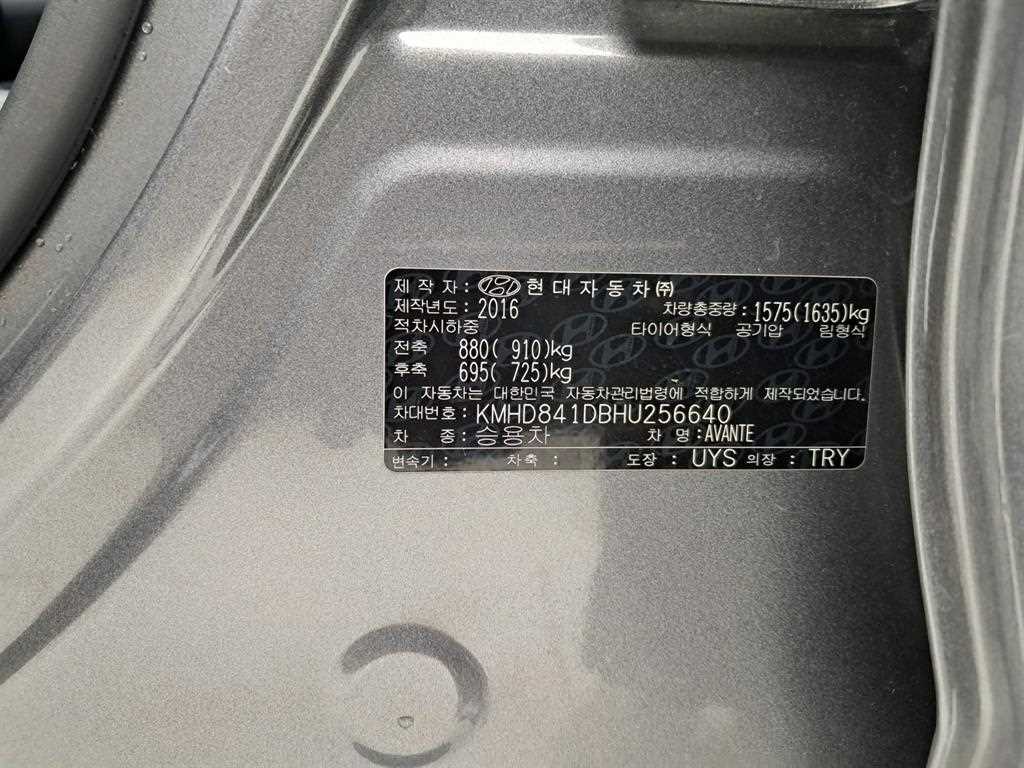 제 작 자 : 현대자동차㈜
제작년도 : 2016 차량총중량 : 1575(1635)kg
적차시하중 타이어형식 공기압 림형식
전축 880( 910)kg
후축 695( 725)kg
이 자동차는 대한민국 자동차관리법령에 적합하게 제작되었습니다.
차대번호 : KMHD841DBHU256640
차 종 : 승용차 차 명 : AVANTE
변속기 : 차축 : 도장 : UYS 의장 : TRY